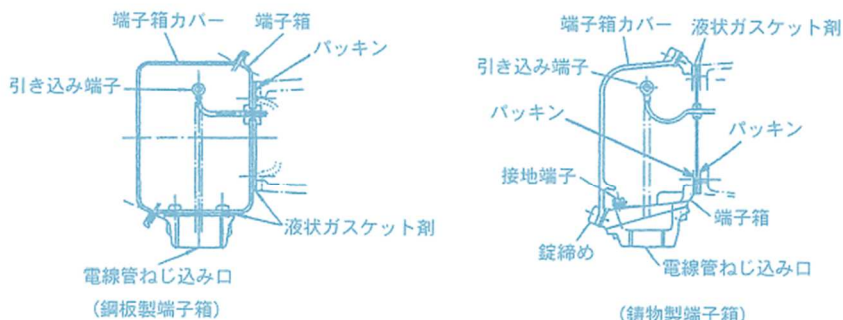 端子箱カバー
端子箱
パッキン
引き込み端子
液状ガスケット剤
電線管ねじ込み口
(鋼板製端子箱)
端子箱カバー
液状ガスケット剤
引き込み端子
パッキン
パッキン
接地端子
端子箱
錠締め
電線管ねじ込み口
(鋳物製端子箱)